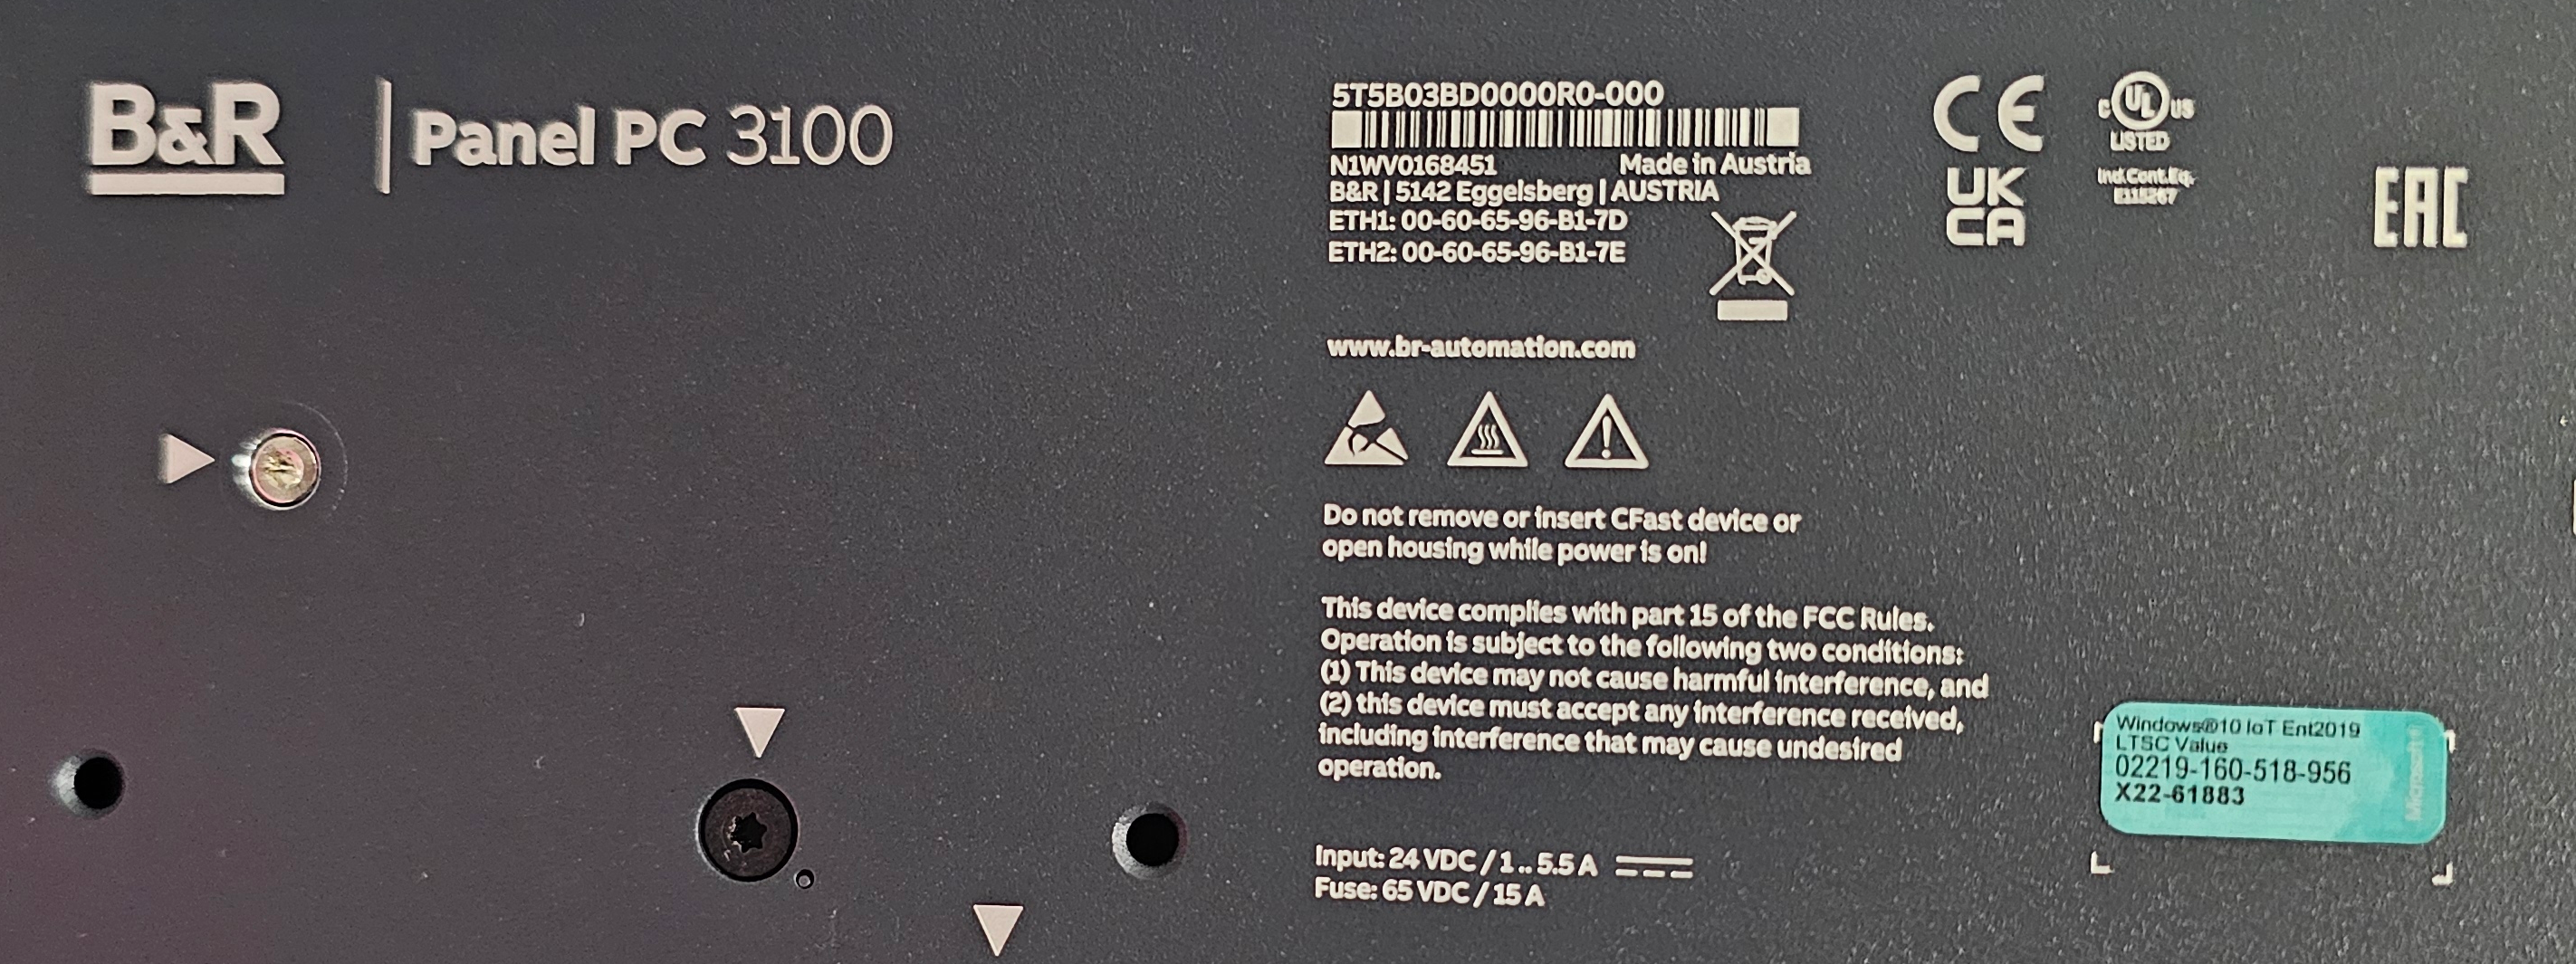 B&R | Panel PC 3100
5T5B03BD0000R0-000
N1WV0168451 Made in Austria
B&R | 5142 Eggelsberg | AUSTRIA
ETH1: 00-60-65-96-B1-7D
ETH2: 00-60-65-96-B1-7E
www.br-automation.com
Do not remove or insert CFast device or
open housing while power is on!
This device complies with part 15 of the FCC Rules.
Operation is subject to the following two conditions:
(1) This device may not cause harmful interference, and
(2) this device must accept any interference received,
including interference that may cause undesired
operation.
Input: 24 VDC / 1 .. 5.5 A
Fuse: 65 VDC / 15 A
CE
UK
CA
C UL US
LISTED
Ind.Cont.Eq.
E115267
EAC
Windows®10 IoT Ent2019
LTSC Value
02219-160-518-956
X22-61883
Microsoft®